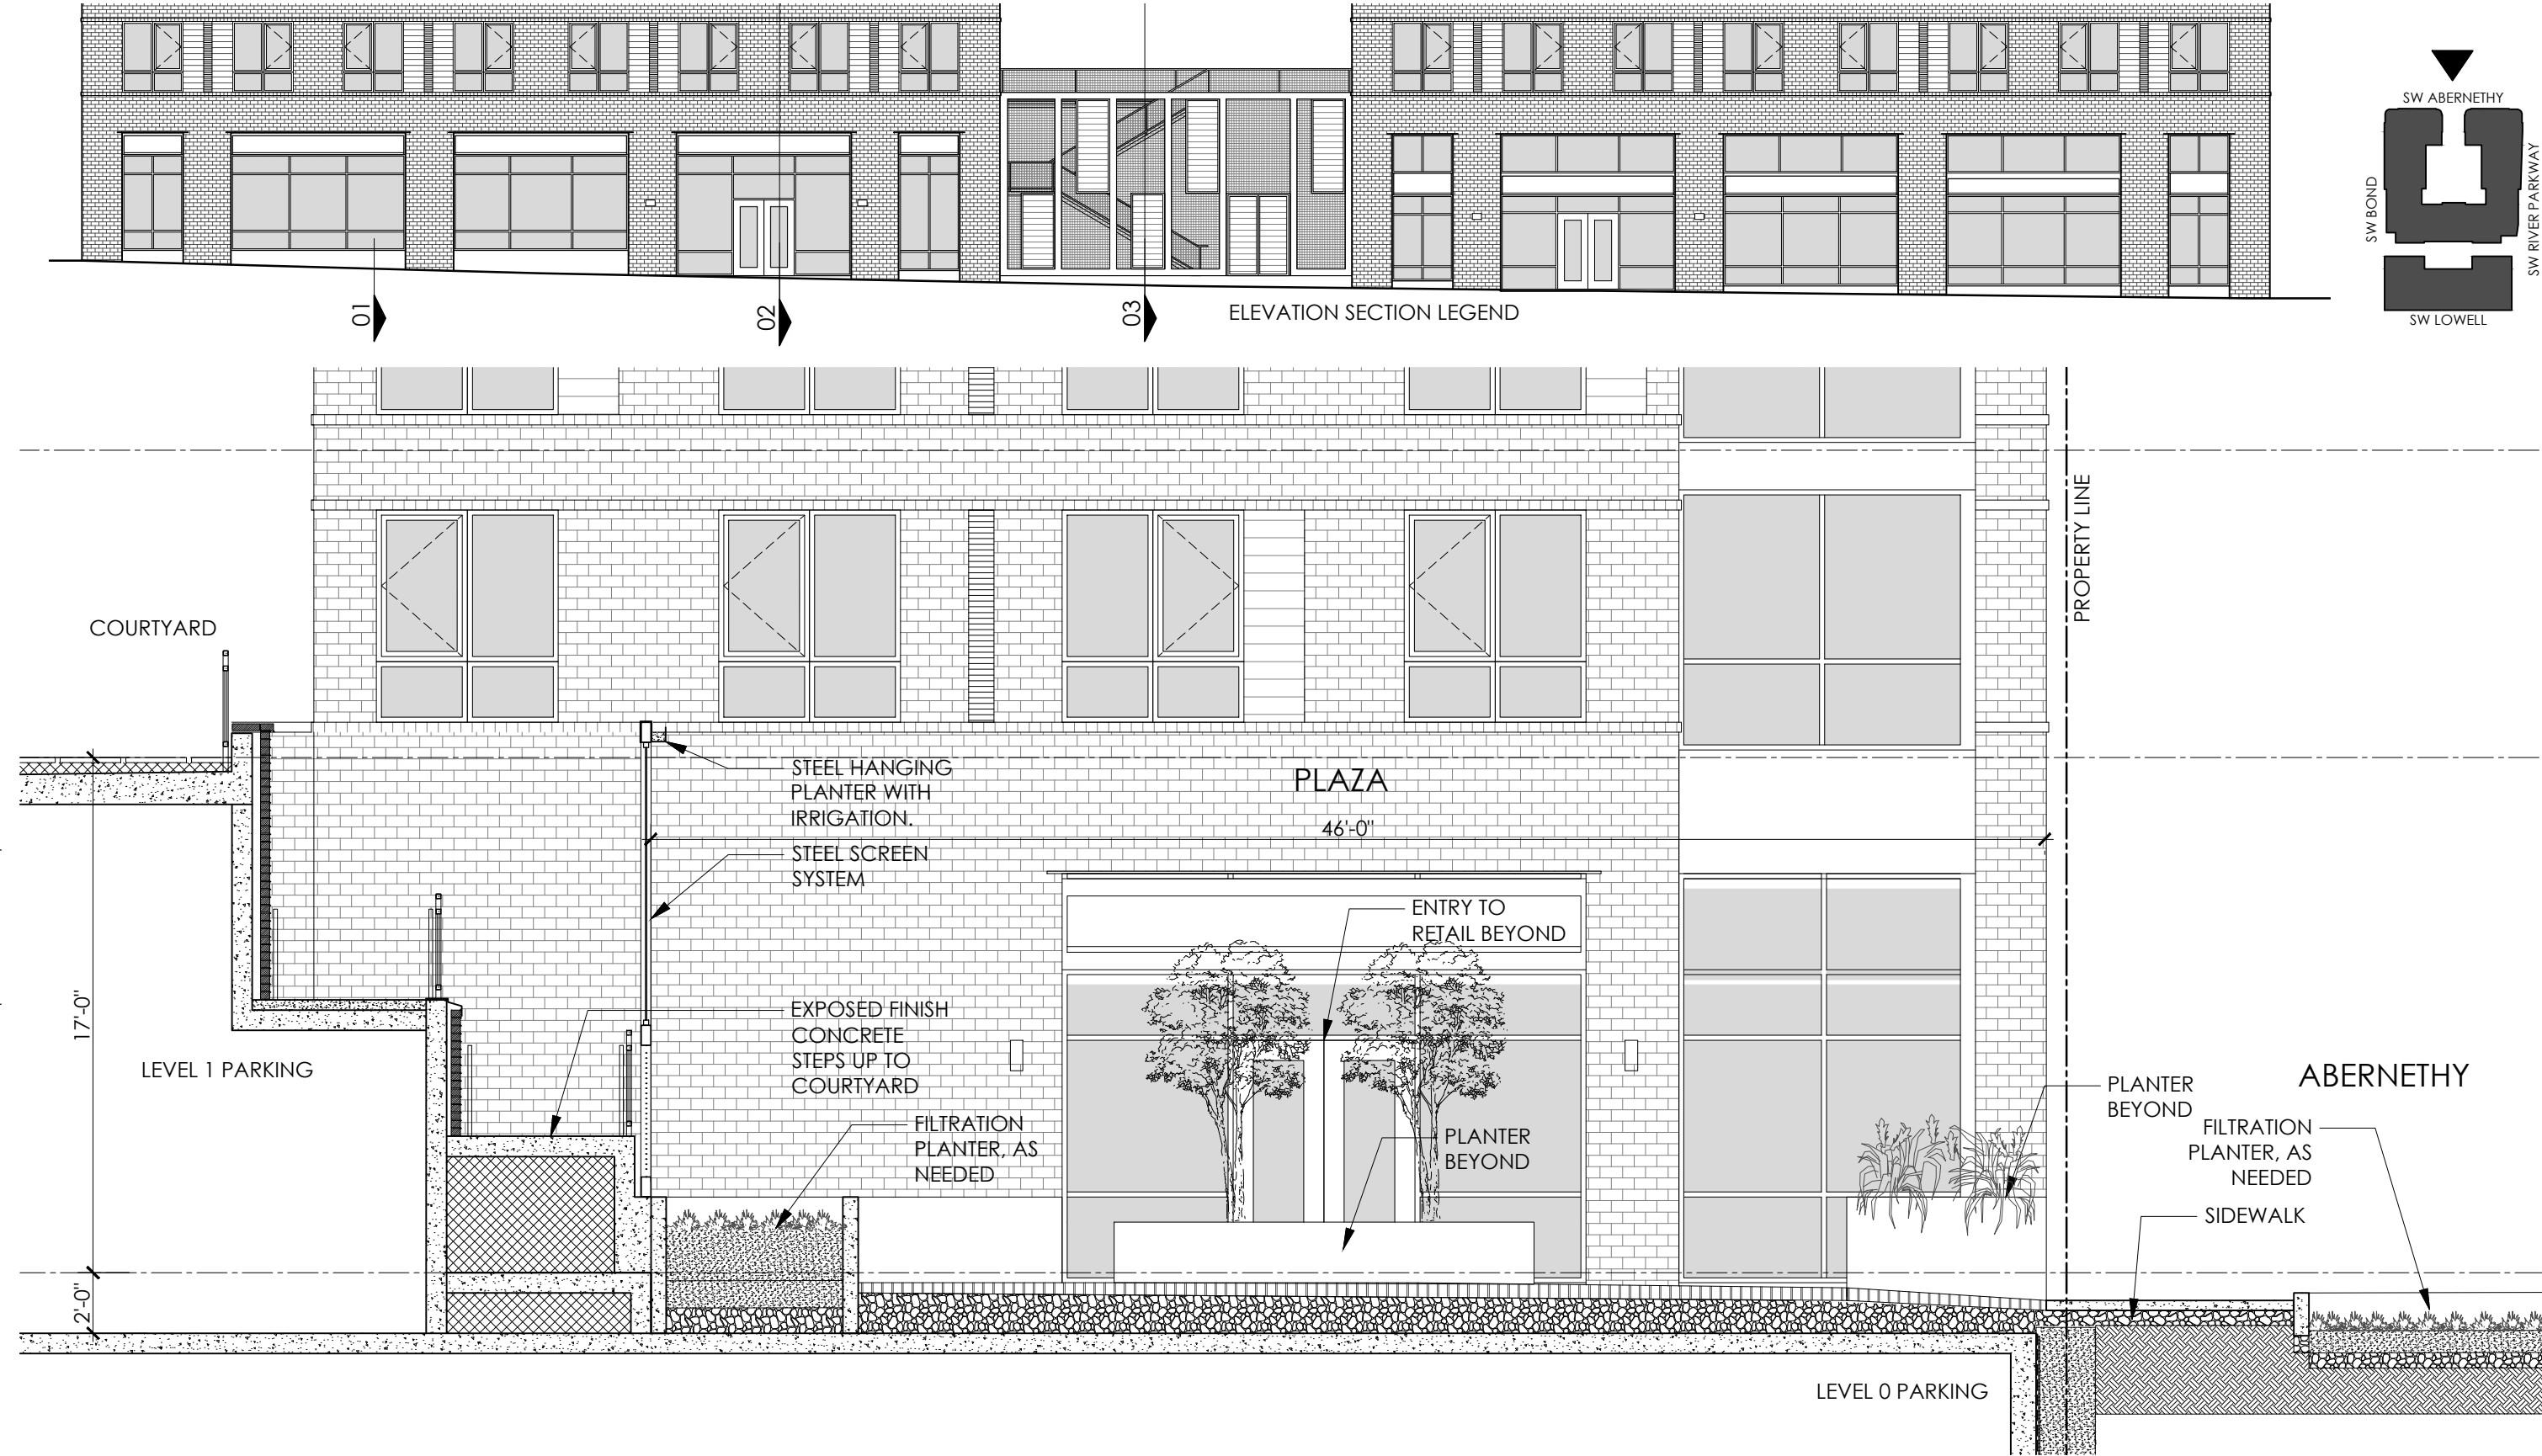 SW ABERNETHY
SW BOND
SW RIVER PARKWAY
SW LOWELL
01
02
03
ELEVATION SECTION LEGEND
COURTYARD
PROPERTY LINE
STEEL HANGING
PLANTER WITH
IRRIGATION.
PLAZA
46'-0"
STEEL SCREEN
SYSTEM
ENTRY TO
RETAIL BEYOND
17'-0"
EXPOSED FINISH
CONCRETE
STEPS UP TO
COURTYARD
LEVEL 1 PARKING
ABERNETHY
PLANTER
BEYOND
FILTRATION
PLANTER, AS
NEEDED
PLANTER
BEYOND
FILTRATION
PLANTER, AS
NEEDED
SIDEWALK
2'-0"
LEVEL 0 PARKING